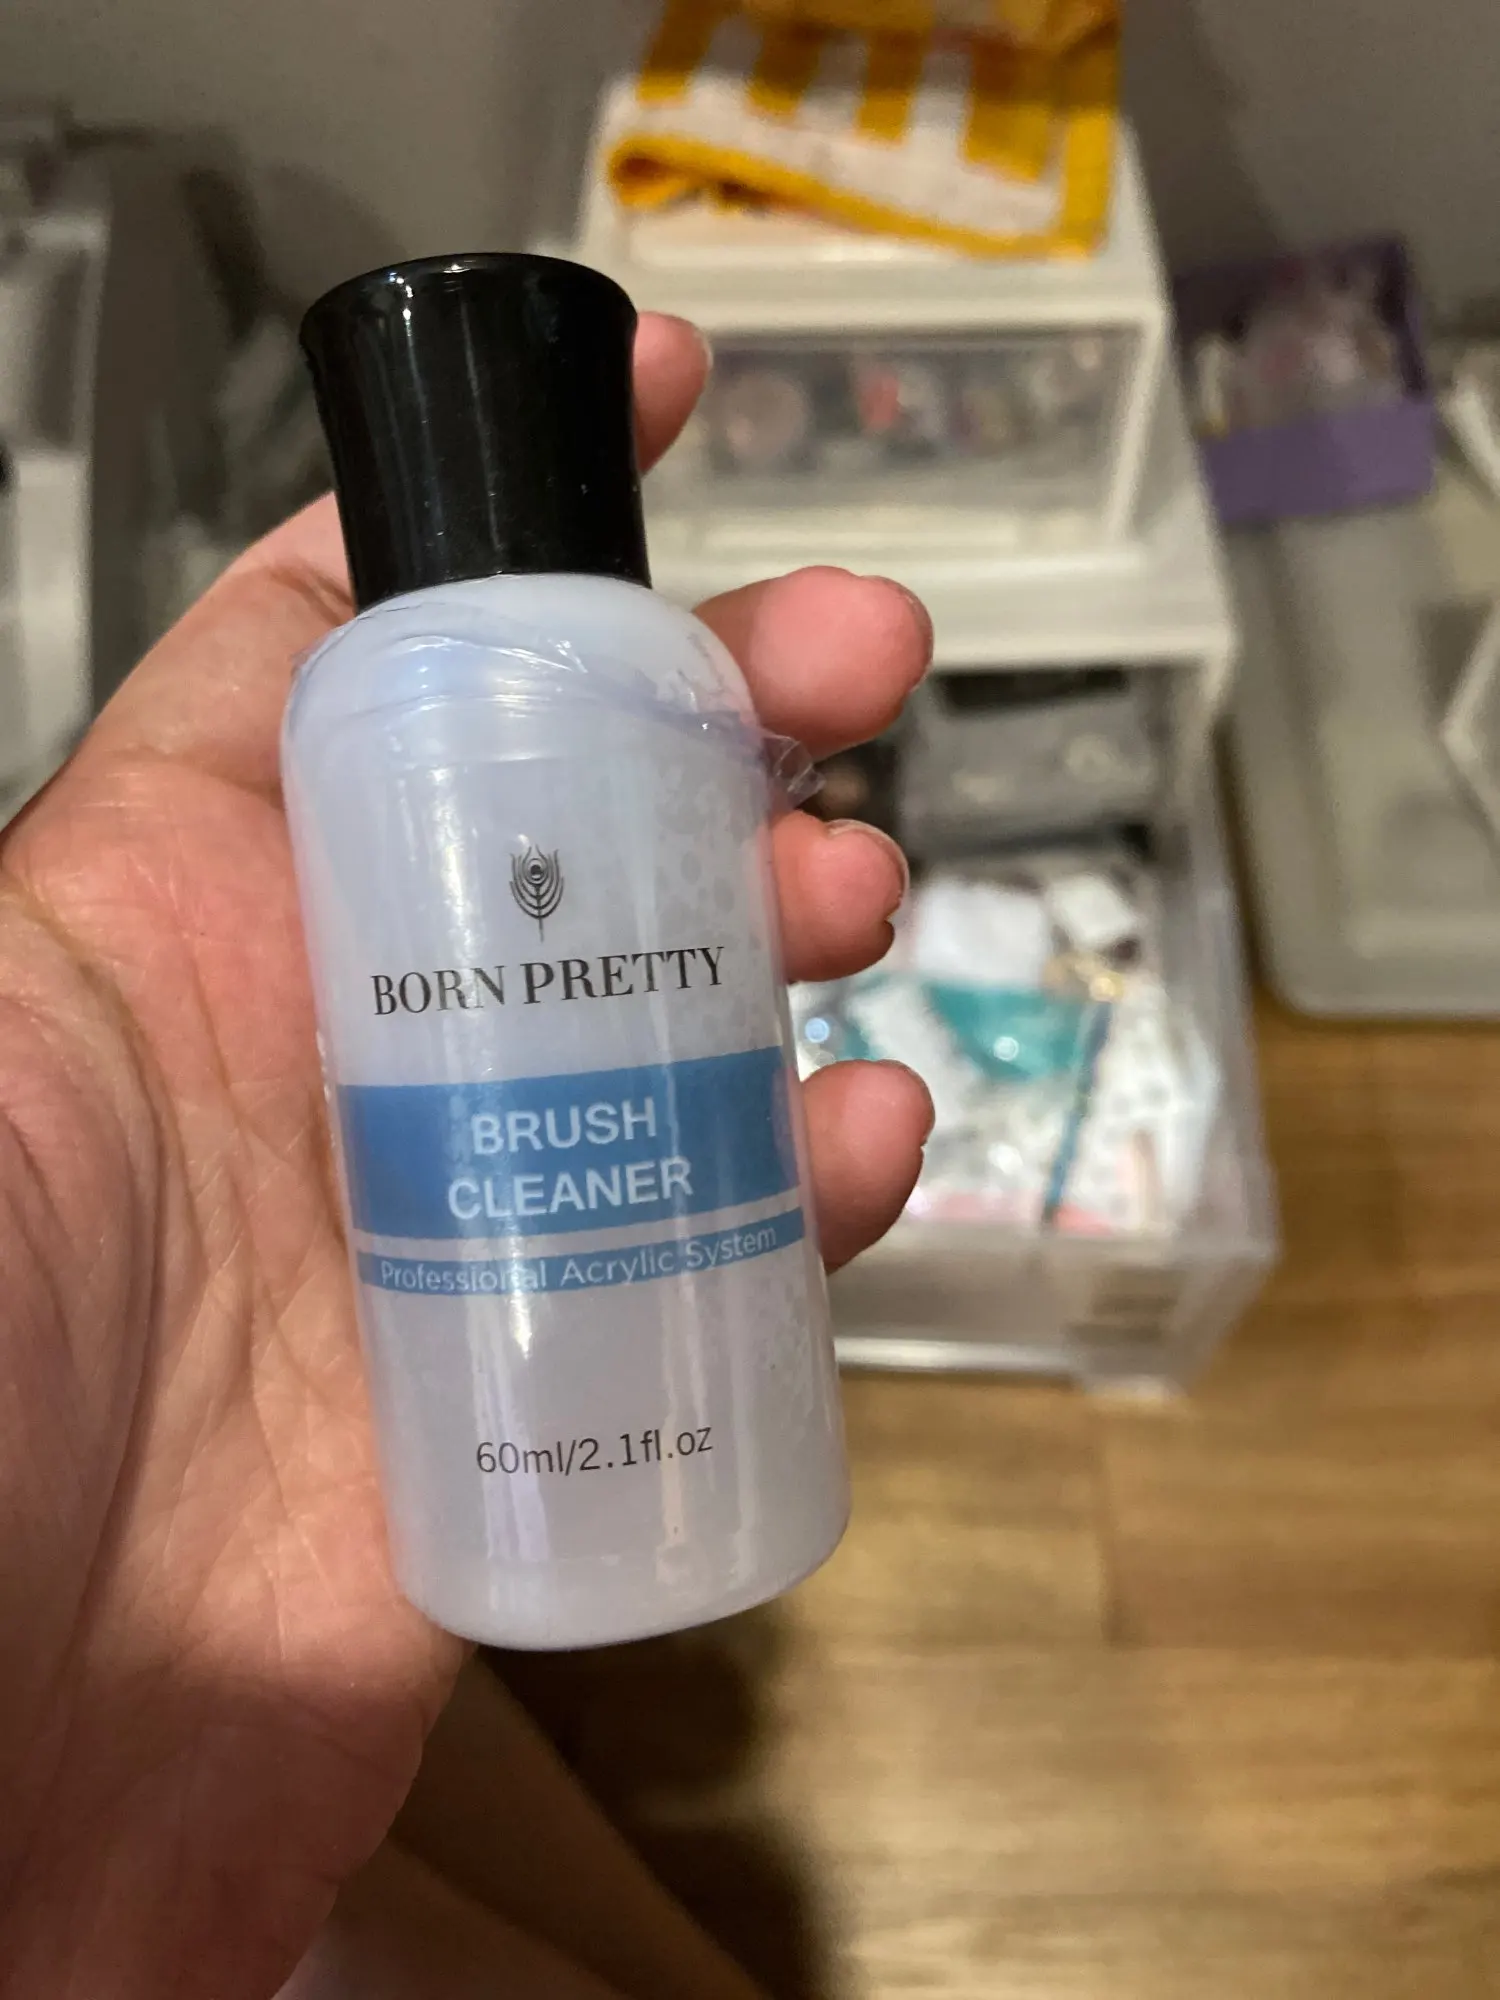 BORN PRETTY
BRUSH
CLEANER
Professional Acrylic System
60ml/2.1fl.oz